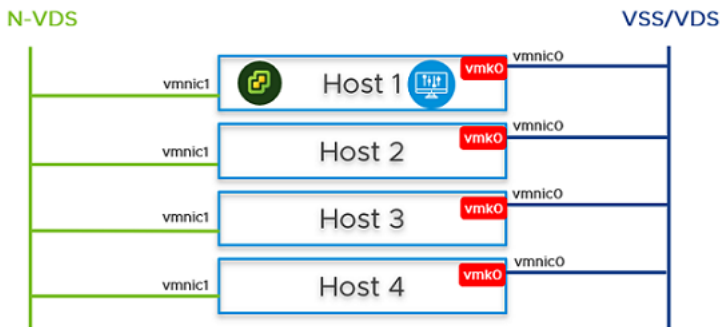 N-VDS
VSS/VDS
vmnic1
Host 1
vmk0
vmnic0
vmnic1
Host 2
vmk0
vmnic0
vmnic1
Host 3
vmk0
vmnic0
vmnic1
Host 4
vmk0
vmnic0